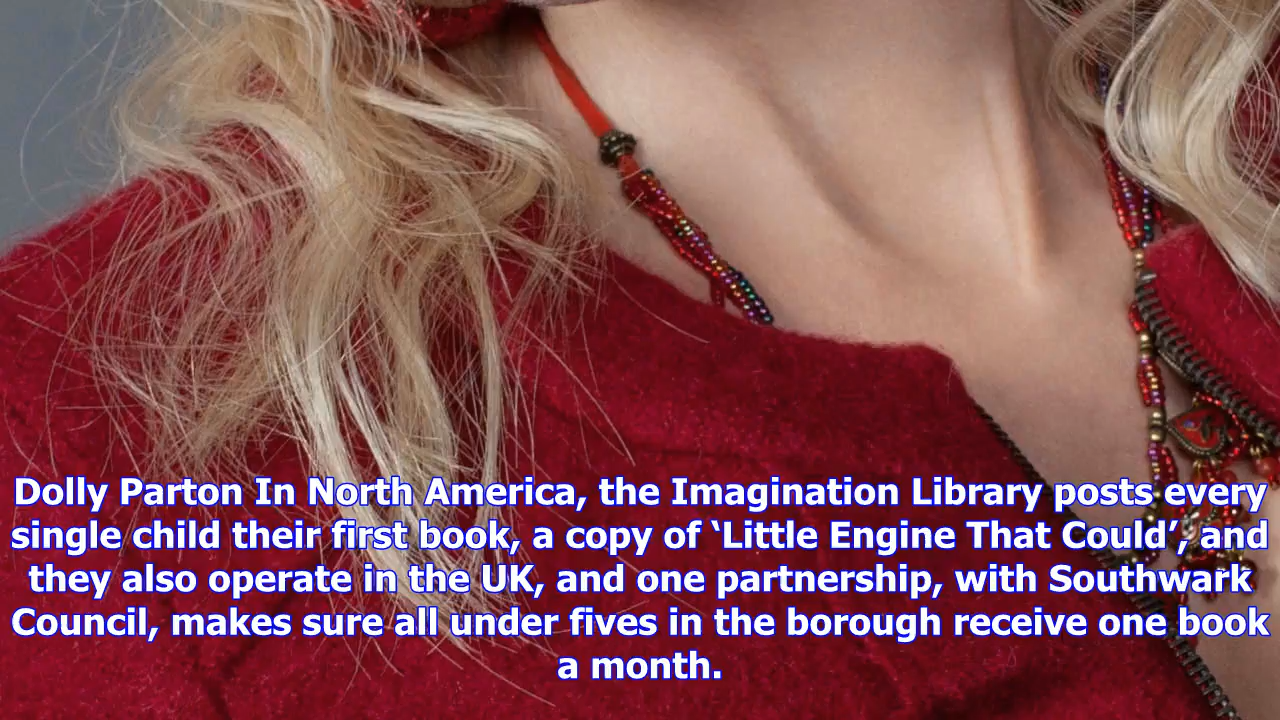 Dolly Parton In North America, the Imagination Library posts every
single child their first book, a copy of ‘Little Engine That Could’, and
they also operate in the UK, and one partnership, with Southwark
Council, makes sure all under fives in the borough receive one book
a month.